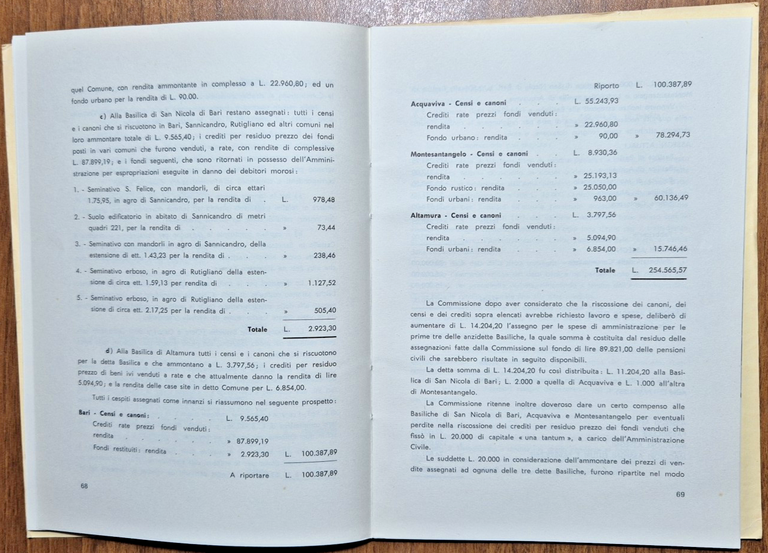 quel Comune, con rendita ammontante in complesso a L. 22.960,80; ed un
fondo urbano per la rendita di L. 90.00.
c) Alla Basilica di San Nicola di Bari restano assegnati: tutti i censi
e i canoni che si riscuotono in Bari, Sannicandro, Rutigliano ed altri comuni nel
loro ammontare totale di L. 9.565,40; i crediti per residuo prezzo dei fondi
posti in vari comuni che furono venduti, a rate, con rendite di complessive
L. 87.899,19; e i fondi seguenti, che sono ritornati in possesso dell'Ammini-
strazione per espropriazioni eseguite in danno dei debitori morosi:
1. - Seminativo S. Felice, con mandorli, di circa ettari
1.75,95, in agro di Sannicandro, per la rendita di . L. 978,48
2. - Suolo edificatorio in abitato di Sannicandro di metri
quadri 221, per la rendita di . . . . » 73,44
3. - Seminativo con mandorli in agro di Sannicandro, della
estensione di ett. 1.43,23 per la rendita di . . . » 238,46
4. - Seminativo erboso, in agro di Rutigliano della esten-
sione di circa ett. 1.59,13 per rendita di . . . . » 1.127,52
5. - Seminativo erboso, in agro di Rutigliano della esten-
sione di circa ett. 2.17,25 per la rendita di . . . » 505,40
Totale L. 2.923,30
d) Alla Basilica di Altamura tutti i censi e i canoni che si riscuotono
per la detta Basilica e che ammontano a L. 3.797,56; i crediti per residuo
prezzo di beni ivi venduti a rate e che attualmente danno la rendita di lire
5.094,90; e la rendita delle case site in detto Comune per L. 6.854,00.
Tutti i cespiti assegnati come innanzi si riassumono nel seguente prospetto:
Bari - Censi e canoni: . . . . L. 9.565,40
Crediti rate prezzi fondi venduti:
rendita . . . . . » 87.899,19
Fondi restituiti: rendita . . . » 2.923,30 L. 100.387,89
A riportare L. 100.387,89
68
Riporto L. 100.387,89
Acquaviva - Censi e canoni . . . L. 55.243,93
Crediti rate prezzi fondi venduti:
rendita . . . . . » 22.960,80
Fondo urbano: rendita . . . » 90,00 » 78.294,73
Montesantangelo - Censi e canoni . . L. 8.930,36
Crediti rate prezzi fondi venduti:
rendita . . . . . » 25.193,13
Fondo rustico: rendita . . . » 25.050,00
Fondi urbani: rendita . . . » 963,00 » 60.136,49
Altamura - Censi e canoni . . . L. 3.797,56
Crediti rate prezzi fondi venduti:
rendita . . . . . » 5.094,90
Fondi urbani: rendita . . . » 6.854,00 » 15.746,46
Totale L. 254.565,57
La Commissione dopo aver considerato che la riscossione dei canoni, dei
censi e dei crediti sopra elencati avrebbe richiesto lavoro e spese, deliberò di
aumentare di L. 14.204,20 l'assegno per le spese di amministrazione per le
prime tre delle anzidette Basiliche, la quale somma è costituita dal residuo delle
assegnazioni fatte dalla Commissione sul fondo di lire 89.821,00 delle pensioni
civili che sarebbero risultate in seguito disponibili.
La detta somma di L. 14.204,20 fu così distribuita: L. 11.204,20 alla Basi-
lica di San Nicola di Bari; L. 2.000 a quella di Acquaviva e L. 1.000 all'altra
di Montesantangelo.
La Commissione ritenne inoltre doveroso dare un certo compenso alle
Basiliche di San Nicola di Bari, Acquaviva e Montesantangelo per eventuali
perdite nella riscossione dei crediti per residuo prezzo dei fondi venduti che
fissò in L. 20.000 di capitale « una tantum », a carico dell'Amministrazione
Civile.
Le suddette L. 20.000 in considerazione dell'ammontare dei prezzi di ven-
dite assegnati ad ognuna delle tre dette Basiliche, furono ripartite nel modo
69